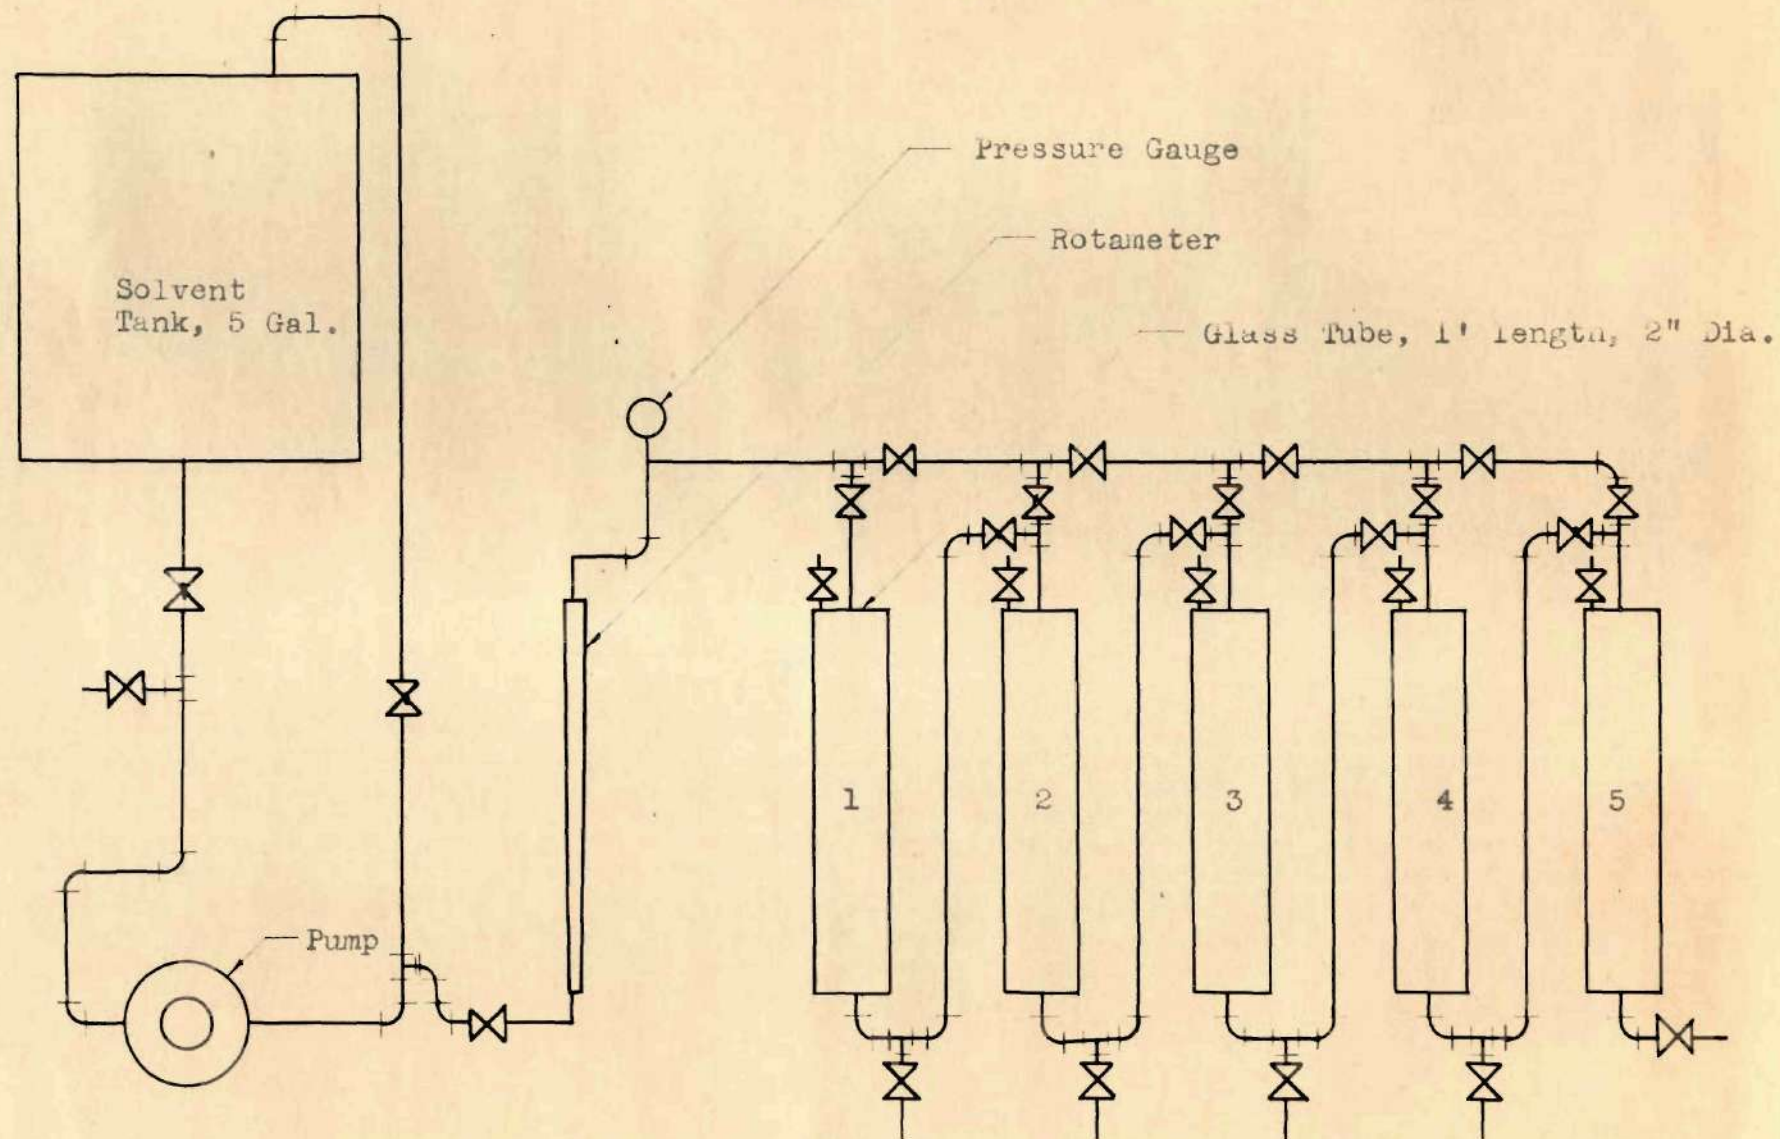 Pressure Gauge
Rotameter
Solvent
Tank, 5 Gal.
Glass Tube, 1' length, 2" Dia.
1
2
3
4
5
Pump